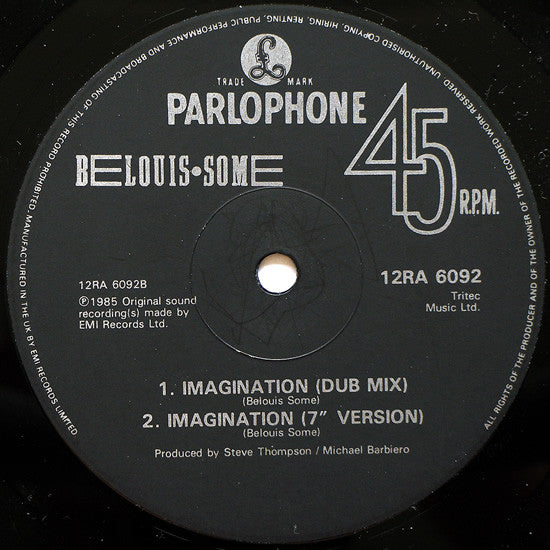 UNAUTHORISED COPYING, HIRING, RENTING, PUBLIC PERFORMANCE AND BROADCASTING OF THIS RECORD PROHIBITED. MANUFACTURED IN THE UK BY EMI RECORDS LIMITED
ALL RIGHTS OF THE PRODUCER AND OF THE OWNER OF THE RECORDED WORK RESERVED
£
TRADE MARK
PARLOPHONE
45 R.P.M.
BELOUIS•SOME
12RA 6092B
℗1985 Original sound
recording(s) made by
EMI Records Ltd.
12RA 6092
Tritec
Music Ltd.
1. IMAGINATION (DUB MIX)
(Belouis Some)
2. IMAGINATION (7" VERSION)
(Belouis Some)
Produced by Steve Thompson / Michael Barbiero